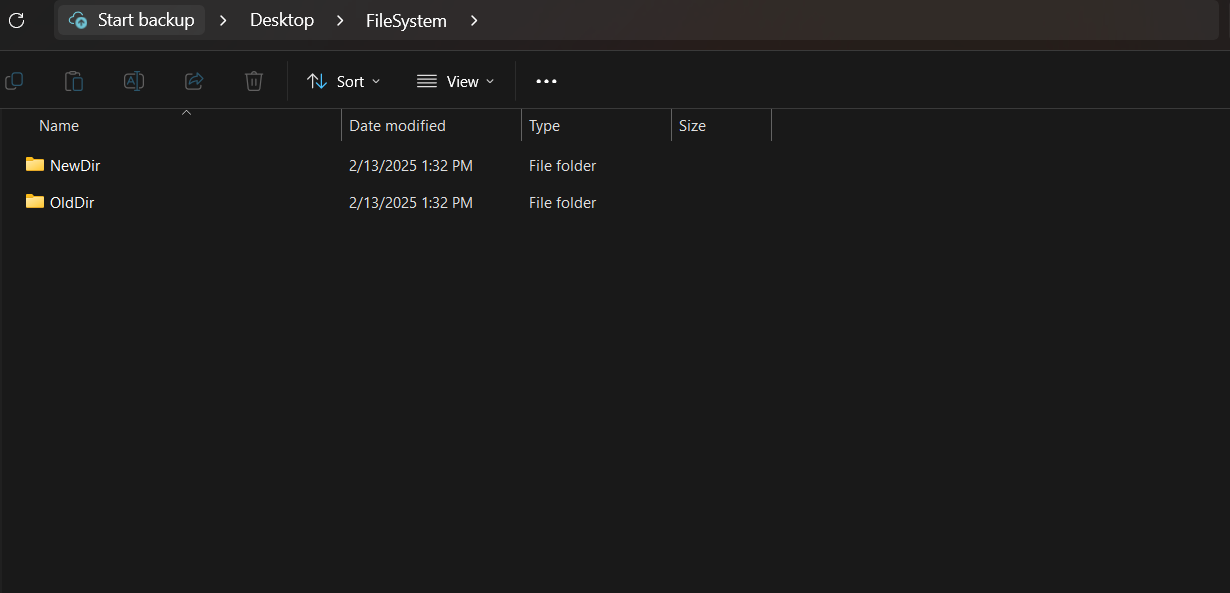 Start backup > Desktop > FileSystem >
Sort View
Name Date modified Type Size
NewDir 2/13/2025 1:32 PM File folder
OldDir 2/13/2025 1:32 PM File folder